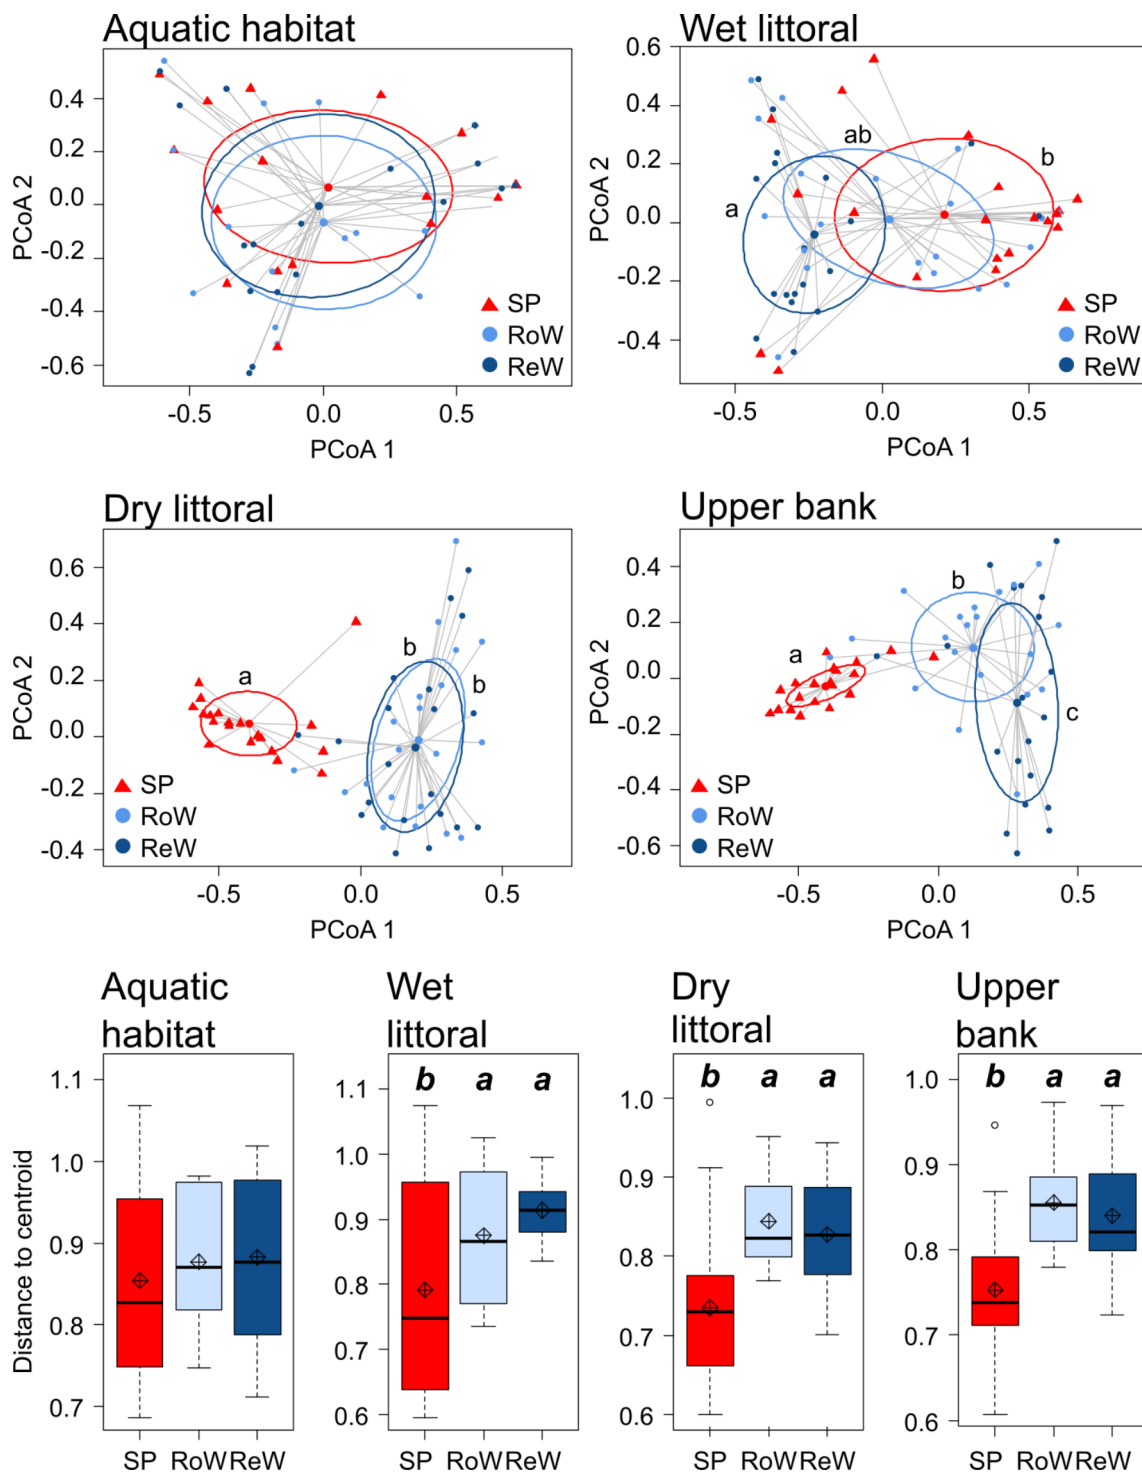 Aquatic habitat
PCoA 2
0.4
0.2
0.0
-0.2
-0.4
-0.6
-0.5
0.0
0.5
PCoA 1
SP
RoW
ReW
Wet littoral
PCoA 2
0.6
0.4
0.2
0.0
-0.2
-0.4
-0.5
0.0
0.5
PCoA 1
a
ab
b
SP
RoW
ReW
Dry littoral
PCoA 2
0.6
0.4
0.2
0.0
-0.2
-0.4
-0.5
0.0
0.5
PCoA 1
a
b
b
SP
RoW
ReW
Upper bank
PCoA 2
0.4
0.2
0.0
-0.2
-0.4
-0.6
-0.5
0.0
0.5
PCoA 1
a
b
c
SP
RoW
ReW
Aquatic
habitat
Distance to centroid
1.1
1.0
0.9
0.8
0.7
SP RoW ReW
Wet
littoral
b a a
1.1
1.0
0.9
0.8
0.7
0.6
SP RoW ReW
Dry
littoral
b a a
1.0
0.9
0.8
0.7
0.6
SP RoW ReW
Upper
bank
b a a
1.0
0.9
0.8
0.7
0.6
SP RoW ReW